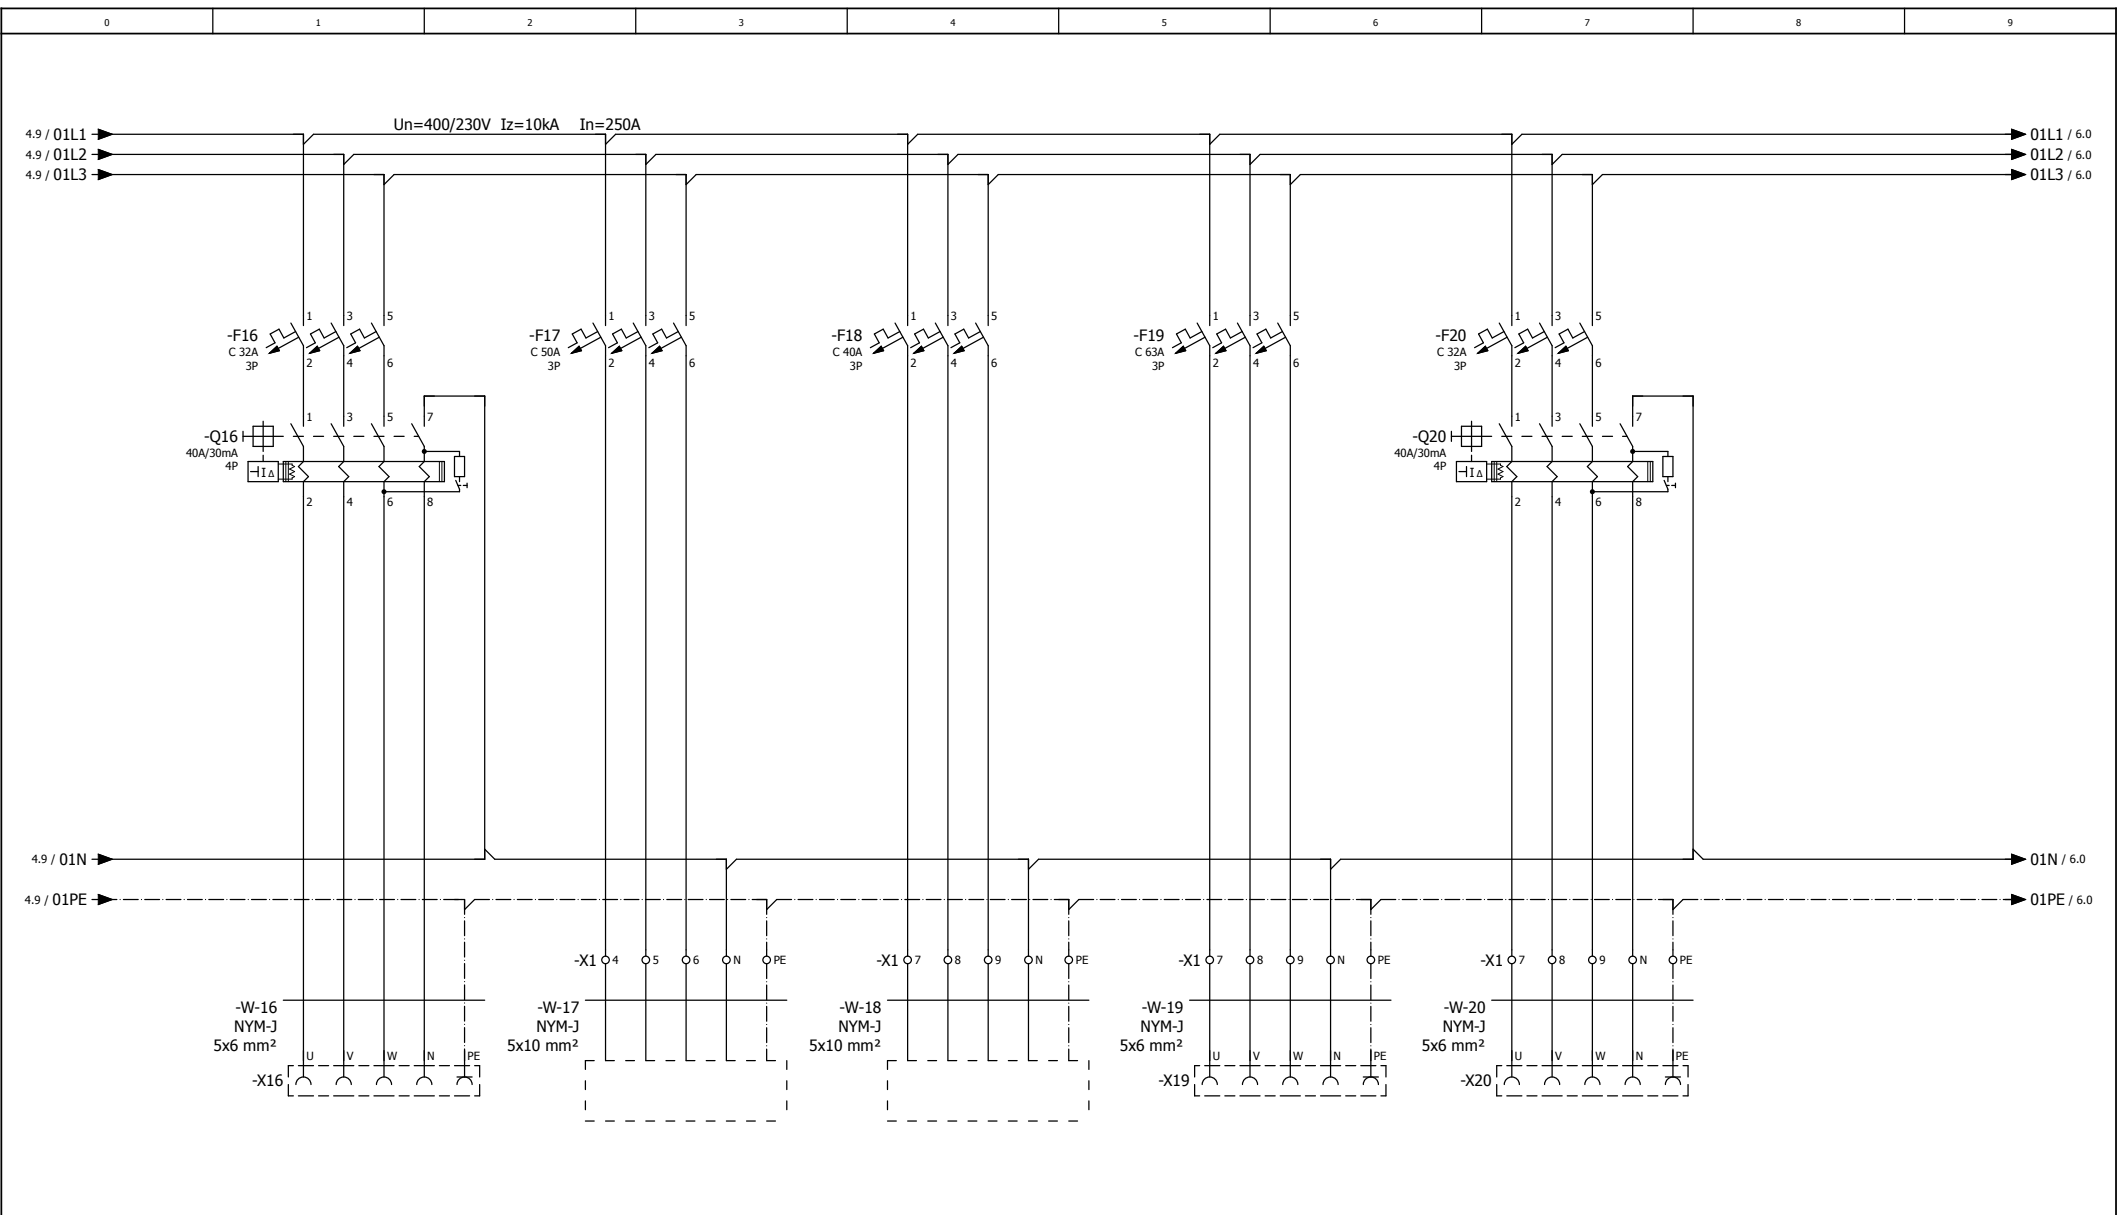 0 1 2 3 4 5 6 7 8 9
Un=400/230V Iz=10kA In=250A
4.9 / 01L1 01L1 / 6.0
4.9 / 01L2 01L2 / 6.0
4.9 / 01L3 01L3 / 6.0
1 3 5 1 3 5 1 3 5 1 3 5 1 3 5
-F16 -F17 -F18 -F19 -F20
C 32A C 50A C 40A C 63A C 32A
3P 2 4 6 3P 2 4 6 3P 2 4 6 3P 2 4 6 3P 2 4 6
1 3 5 7 1 3 5 7
-Q16 -Q20
40A/30mA 40A/30mA
4P 4P
I∆ I∆
2 4 6 8 2 4 6 8
4.9 / 01N 01N / 6.0
4.9 / 01PE 01PE / 6.0
-X1 4 5 6 N PE -X1 7 8 9 N PE -X1 7 8 9 N PE -X1 7 8 9 N PE
-W-16 -W-17 -W-18 -W-19 -W-20
NYM-J NYM-J NYM-J NYM-J NYM-J
5x6 mm² 5x10 mm² 5x10 mm² 5x6 mm² 5x6 mm²
U V W N PE U V W N PE U V W N PE
-X16 -X19 -X20